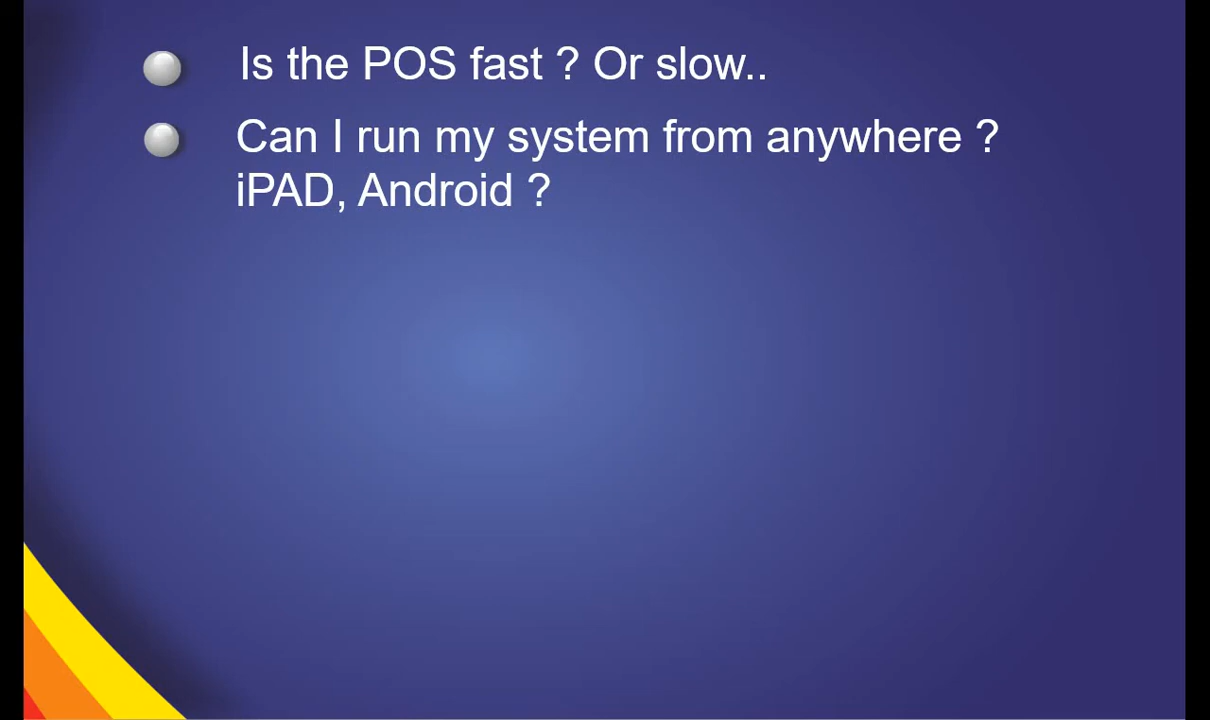 Is the POS fast ? Or slow..
Can I run my system from anywhere ?
iPAD, Android ?